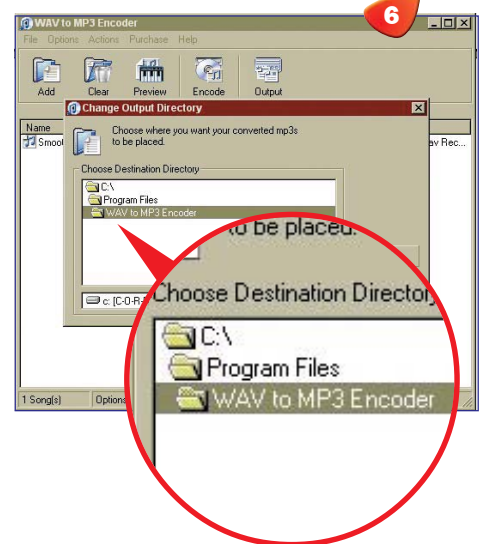 6
WAV to MP3 Encoder
File Options Actions Purchase Help
Add Clear Preview Encode Output
Change Output Directory
Name
Choose where you want your converted mp3s
to be placed.
Smoot
av Rec...
Choose Destination Directory
C:\
Program Files
WAV to MP3 Encoder
c: [C-O-R-
to be placed.
Choose Destination Directory
C:\
Program Files
WAV to MP3 Encoder
1 Song(s) Options